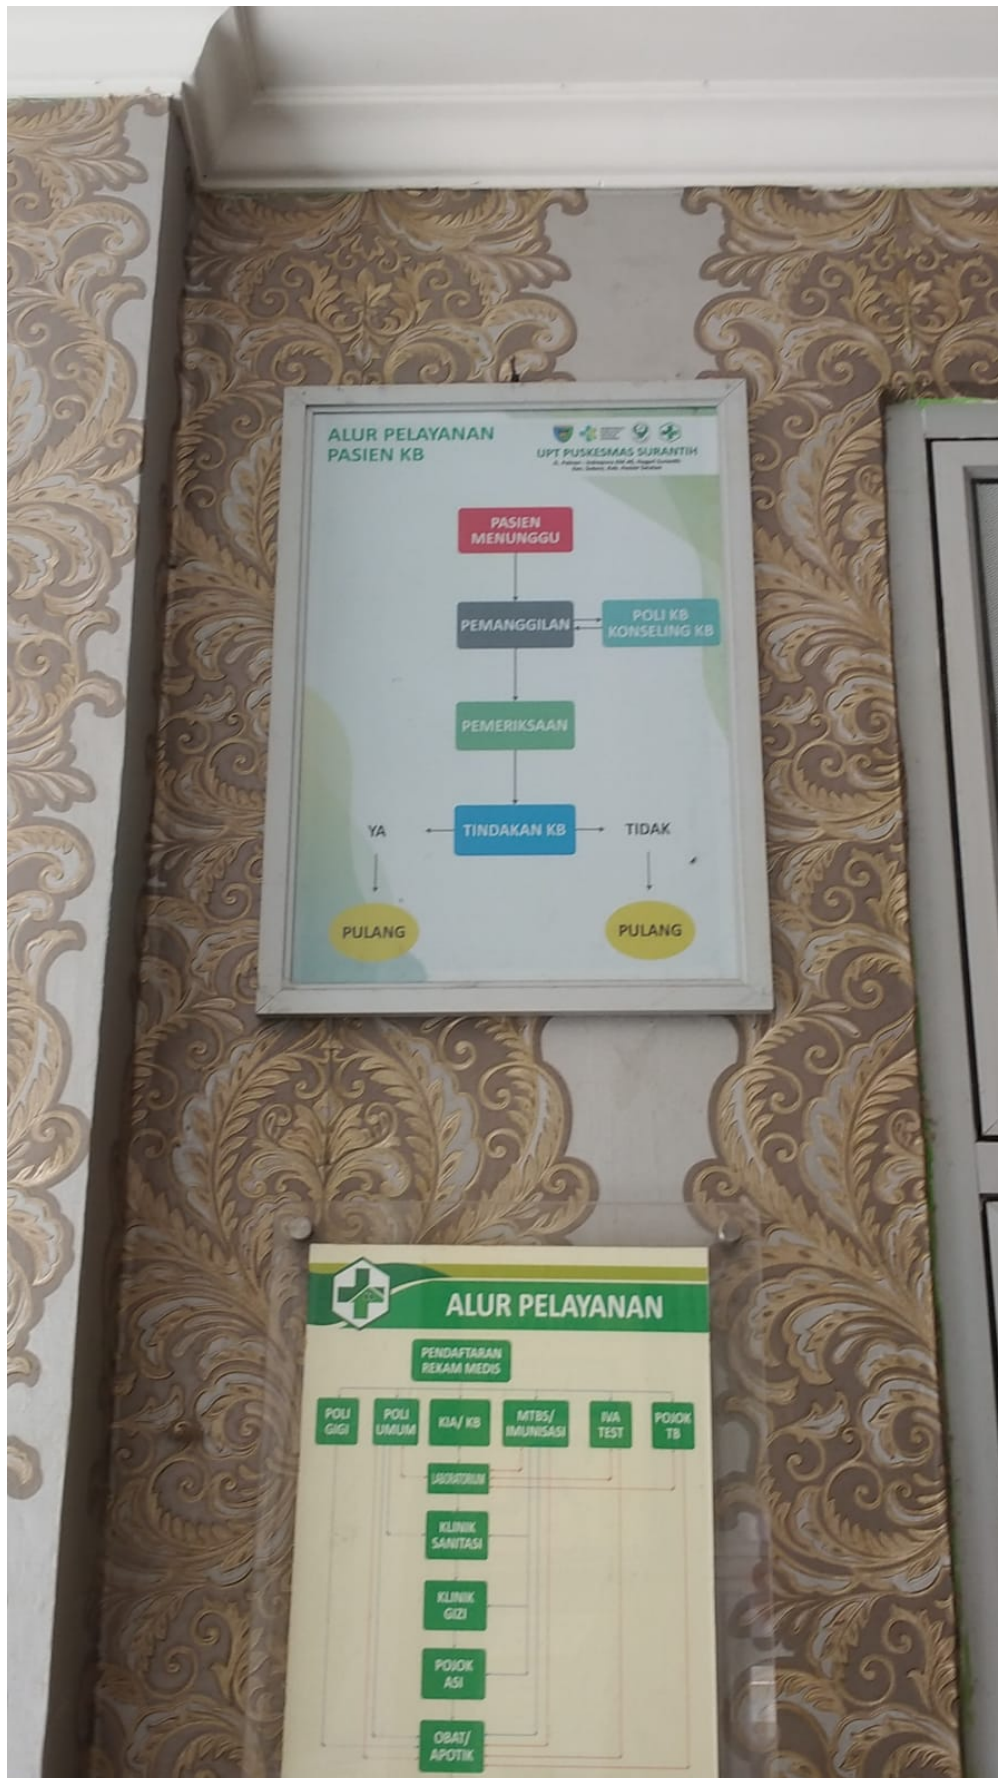 ALUR PELAYANAN
PASIEN KB
UPT PUSKESMAS SURANTIH
PASIEN
MENUNGGU
PEMANGGILAN
POLI KB
KONSELING KB
PEMERIKSAAN
YA
TINDAKAN KB
TIDAK
PULANG
PULANG
ALUR PELAYANAN
PENDAFTARAN
REKAM MEDIS
POLI
GIGI
POLI
UMUM
KIA/ KB
MTBS/
IMUNISASI
IVA
TEST
POJOK
TB
LABORATORIUM
KLINIK
SANITASI
KLINIK
GIZI
POJOK
ASI
OBAT/
APOTIK